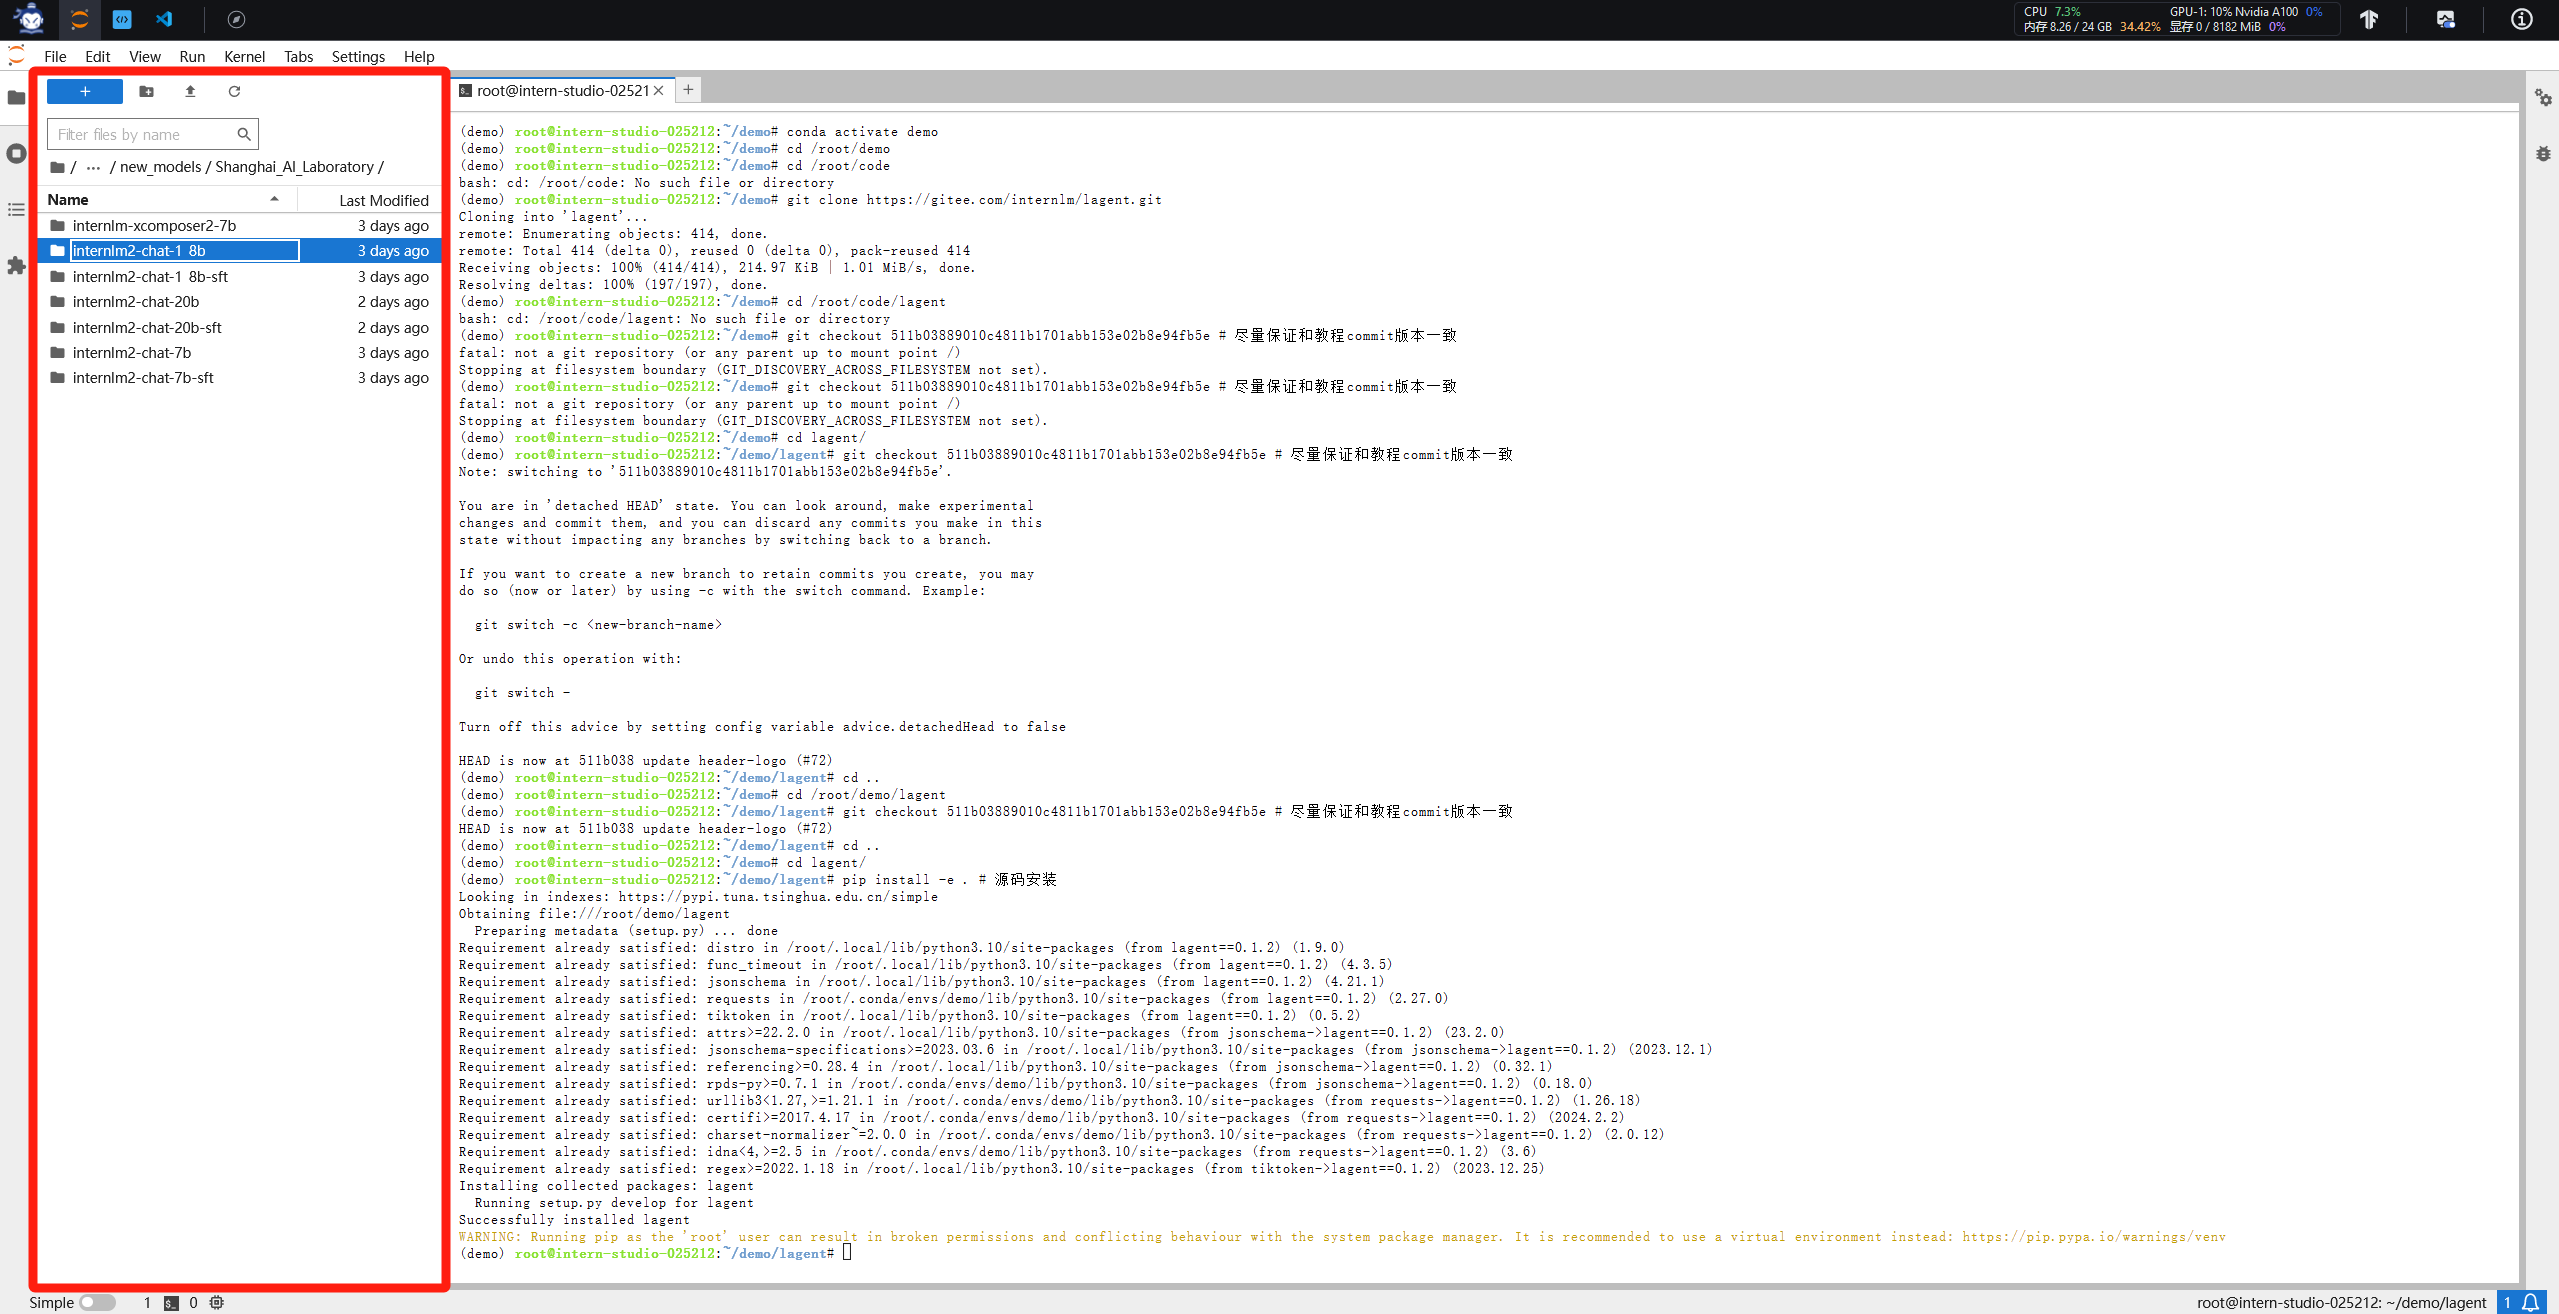 CPU 7.3%
GPU-1: 10% Nvidia A100 0%
内存 8.26 / 24 GB 34.42%
显存 0 / 8182 MiB 0%
File Edit View Run Kernel Tabs Settings Help
root@intern-studio-02521
Filter files by name
/ ··· / new_models / Shanghai_AI_Laboratory /
Name Last Modified
internlm-xcomposer2-7b 3 days ago
internlm2-chat-1 8b 3 days ago
internlm2-chat-1 8b-sft 3 days ago
internlm2-chat-20b 2 days ago
internlm2-chat-20b-sft 2 days ago
internlm2-chat-7b 3 days ago
internlm2-chat-7b-sft 3 days ago
(demo) root@intern-studio-025212:~/demo# conda activate demo
(demo) root@intern-studio-025212:~/demo# cd /root/demo
(demo) root@intern-studio-025212:~/demo# cd /root/code
bash: cd: /root/code: No such file or directory
(demo) root@intern-studio-025212:~/demo# git clone https://gitee.com/internlm/lagent.git
Cloning into 'lagent'...
remote: Enumerating objects: 414, done.
remote: Total 414 (delta 0), reused 0 (delta 0), pack-reused 414
Receiving objects: 100% (414/414), 214.97 KiB | 1.01 MiB/s, done.
Resolving deltas: 100% (197/197), done.
(demo) root@intern-studio-025212:~/demo# cd /root/code/lagent
bash: cd: /root/code/lagent: No such file or directory
(demo) root@intern-studio-025212:~/demo# git checkout 511b03889010c4811b1701abb153e02b8e94fb5e # 尽量保证和教程commit版本一致
fatal: not a git repository (or any parent up to mount point /)
Stopping at filesystem boundary (GIT_DISCOVERY_ACROSS_FILESYSTEM not set).
(demo) root@intern-studio-025212:~/demo# git checkout 511b03889010c4811b1701abb153e02b8e94fb5e # 尽量保证和教程commit版本一致
fatal: not a git repository (or any parent up to mount point /)
Stopping at filesystem boundary (GIT_DISCOVERY_ACROSS_FILESYSTEM not set).
(demo) root@intern-studio-025212:~/demo# cd lagent/
(demo) root@intern-studio-025212:~/demo/lagent# git checkout 511b03889010c4811b1701abb153e02b8e94fb5e # 尽量保证和教程commit版本一致
Note: switching to '511b03889010c4811b1701abb153e02b8e94fb5e'.
You are in 'detached HEAD' state. You can look around, make experimental
changes and commit them, and you can discard any commits you make in this
state without impacting any branches by switching back to a branch.
If you want to create a new branch to retain commits you create, you may
do so (now or later) by using -c with the switch command. Example:
git switch -c <new-branch-name>
Or undo this operation with:
git switch -
Turn off this advice by setting config variable advice.detachedHead to false
HEAD is now at 511b038 update header-logo (#72)
(demo) root@intern-studio-025212:~/demo/lagent# cd ..
(demo) root@intern-studio-025212:~/demo# cd /root/demo/lagent
(demo) root@intern-studio-025212:~/demo/lagent# git checkout 511b03889010c4811b1701abb153e02b8e94fb5e # 尽量保证和教程commit版本一致
HEAD is now at 511b038 update header-logo (#72)
(demo) root@intern-studio-025212:~/demo/lagent# cd ..
(demo) root@intern-studio-025212:~/demo# cd lagent/
(demo) root@intern-studio-025212:~/demo/lagent# pip install -e . # 源码安装
Looking in indexes: https://pypi.tuna.tsinghua.edu.cn/simple
Obtaining file:///root/demo/lagent
Preparing metadata (setup.py) ... done
Requirement already satisfied: distro in /root/.local/lib/python3.10/site-packages (from lagent==0.1.2) (1.9.0)
Requirement already satisfied: func_timeout in /root/.local/lib/python3.10/site-packages (from lagent==0.1.2) (4.3.5)
Requirement already satisfied: jsonschema in /root/.local/lib/python3.10/site-packages (from lagent==0.1.2) (4.21.1)
Requirement already satisfied: requests in /root/.conda/envs/demo/lib/python3.10/site-packages (from lagent==0.1.2) (2.27.0)
Requirement already satisfied: tiktoken in /root/.local/lib/python3.10/site-packages (from lagent==0.1.2) (0.5.2)
Requirement already satisfied: attrs>=22.2.0 in /root/.local/lib/python3.10/site-packages (from jsonschema->lagent==0.1.2) (23.2.0)
Requirement already satisfied: jsonschema-specifications>=2023.03.6 in /root/.local/lib/python3.10/site-packages (from jsonschema->lagent==0.1.2) (2023.12.1)
Requirement already satisfied: referencing>=0.28.4 in /root/.local/lib/python3.10/site-packages (from jsonschema->lagent==0.1.2) (0.32.1)
Requirement already satisfied: rpds-py>=0.7.1 in /root/.conda/envs/demo/lib/python3.10/site-packages (from jsonschema->lagent==0.1.2) (0.18.0)
Requirement already satisfied: urllib3<1.27,>=1.21.1 in /root/.conda/envs/demo/lib/python3.10/site-packages (from requests->lagent==0.1.2) (1.26.18)
Requirement already satisfied: certifi>=2017.4.17 in /root/.conda/envs/demo/lib/python3.10/site-packages (from requests->lagent==0.1.2) (2024.2.2)
Requirement already satisfied: charset-normalizer~=2.0.0 in /root/.conda/envs/demo/lib/python3.10/site-packages (from requests->lagent==0.1.2) (2.0.12)
Requirement already satisfied: idna<4,>=2.5 in /root/.conda/envs/demo/lib/python3.10/site-packages (from requests->lagent==0.1.2) (3.6)
Requirement already satisfied: regex>=2022.1.18 in /root/.local/lib/python3.10/site-packages (from tiktoken->lagent==0.1.2) (2023.12.25)
Installing collected packages: lagent
Running setup.py develop for lagent
Successfully installed lagent
WARNING: Running pip as the 'root' user can result in broken permissions and conflicting behaviour with the system package manager. It is recommended to use a virtual environment instead: https://pip.pypa.io/warnings/venv
(demo) root@intern-studio-025212:~/demo/lagent#
Simple 1 0
root@intern-studio-025212: ~/demo/lagent 1